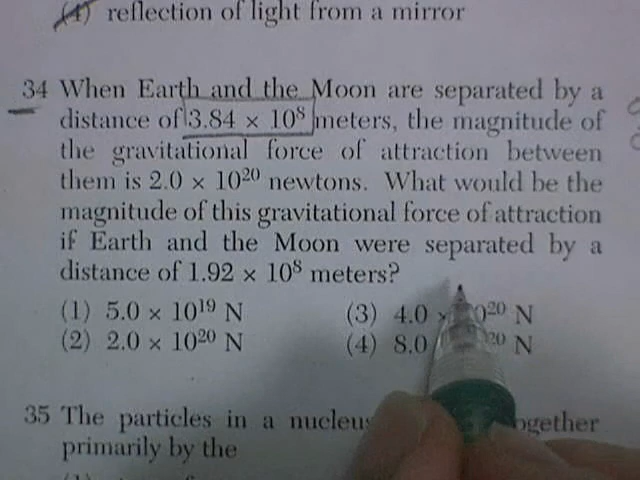 (4) reflection of light from a mirror
34 When Earth and the Moon are separated by a
distance of 3.84 × 10⁸ meters, the magnitude of
the gravitational force of attraction between
them is 2.0 × 10²⁰ newtons. What would be the
magnitude of this gravitational force of attraction
if Earth and the Moon were separated by a
distance of 1.92 × 10⁸ meters?
(1) 5.0 × 10¹⁹ N (3) 4.0 × 10²⁰ N
(2) 2.0 × 10²⁰ N (4) 8.0 ²⁰ N
35 The particles in a nucleus
primarily by the